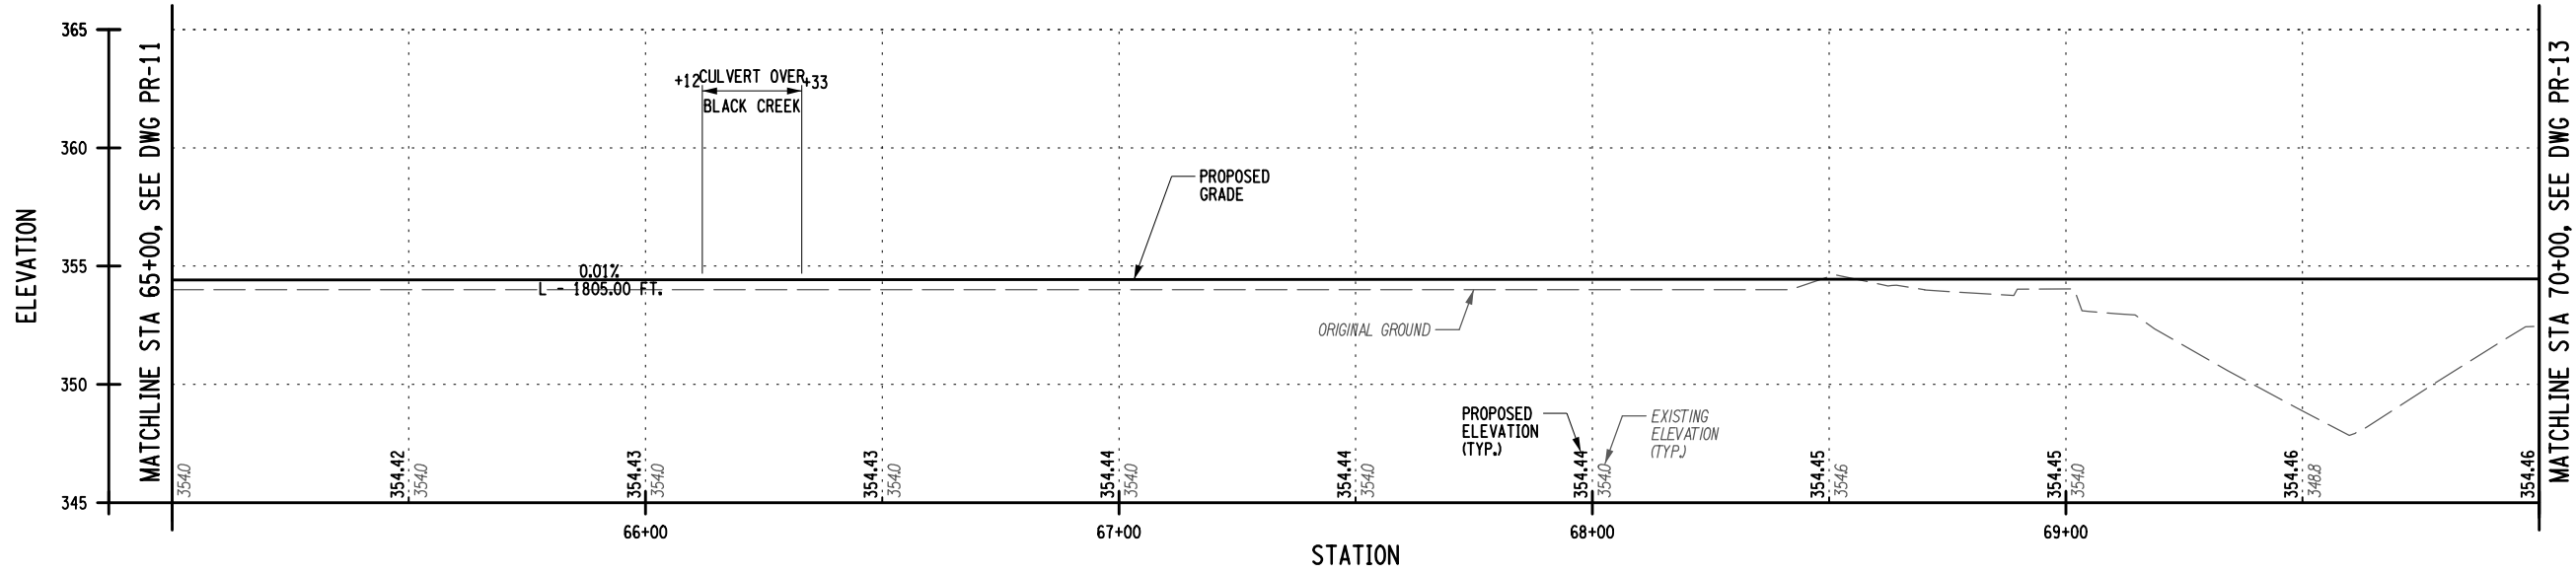 365
360
355
350
345
ELEVATION
MATCHLINE STA 65+00, SEE DWG PR-11
+12
CULVERT OVER
+33
BLACK CREEK
PROPOSED
GRADE
0.01%
L - 1805.00 FT.
ORIGINAL GROUND
PROPOSED
ELEVATION
(TYP.)
EXISTING
ELEVATION
(TYP.)
354.0
354.42
354.0
354.43
354.0
354.43
354.0
354.44
354.0
354.44
354.0
354.44
354.0
354.45
354.6
354.45
354.0
354.46
348.8
354.46
66+00
67+00
68+00
69+00
STATION
MATCHLINE STA 70+00, SEE DWG PR-13